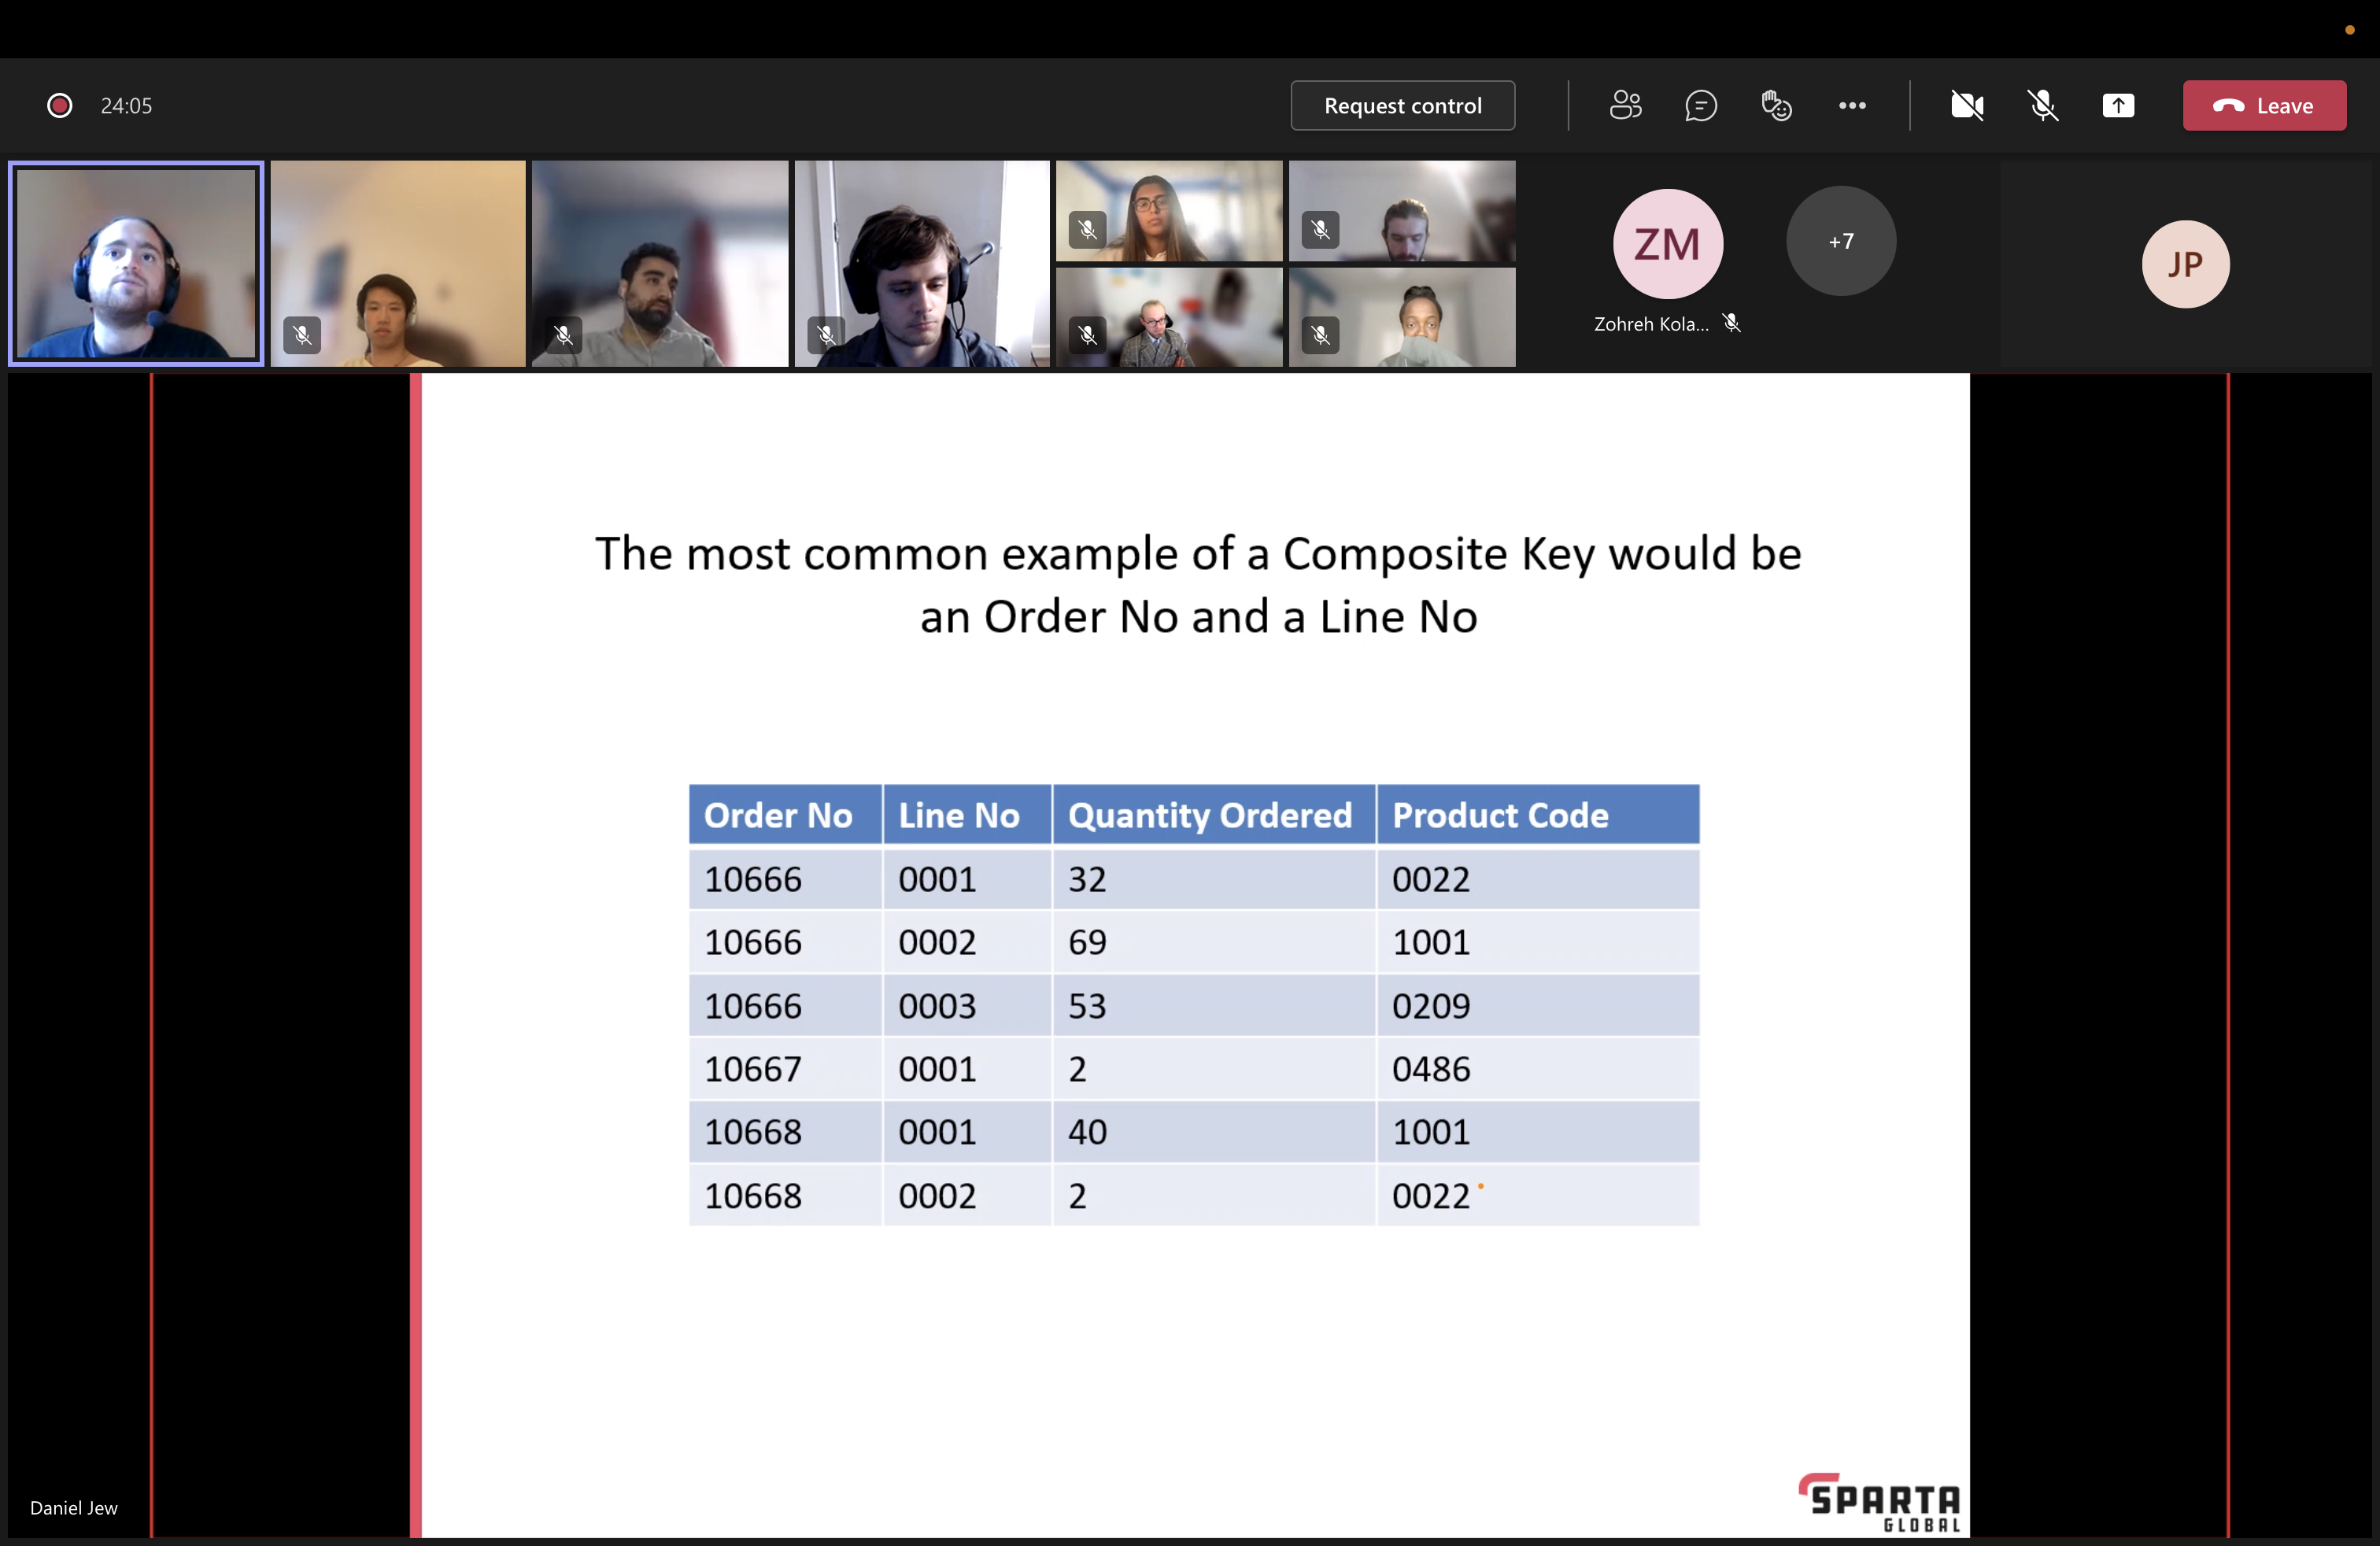 24:05
Request control
Leave
ZM
+7
JP
Zohreh Kola...
The most common example of a Composite Key would be
an Order No and a Line No
Order No Line No Quantity Ordered Product Code
10666 0001 32 0022
10666 0002 69 1001
10666 0003 53 0209
10667 0001 2 0486
10668 0001 40 1001
10668 0002 2 0022
Daniel Jew
SPARTA
GLOBAL